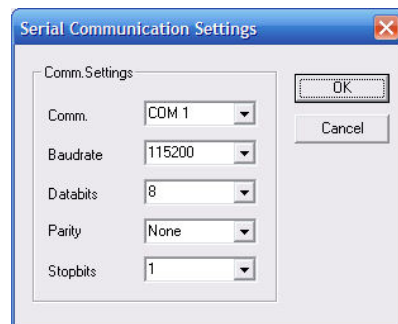 Serial Communication Settings
Comm.Settings
Comm. COM 1
Baudrate 115200
Databits 8
Parity None
Stopbits 1
OK
Cancel